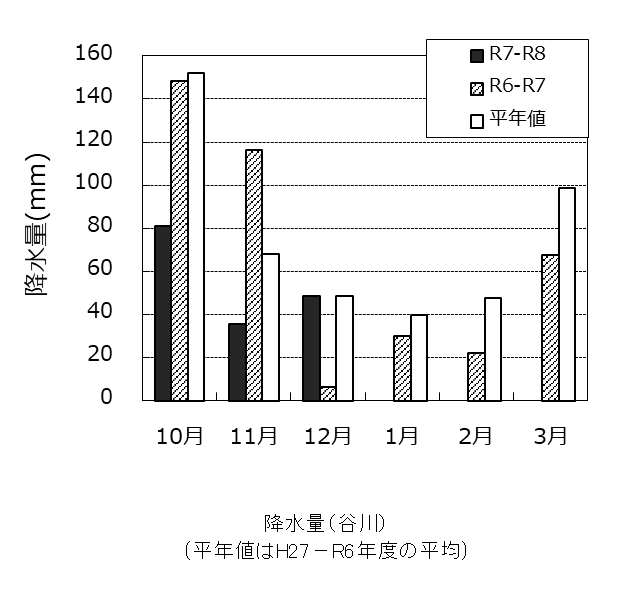 160
140
120
100
80
60
40
20
0
降水量(mm)
R7-R8
R6-R7
平年値
10月 11月 12月 1月 2月 3月
降水量(谷川)
(平年値はH27－R6年度の平均)